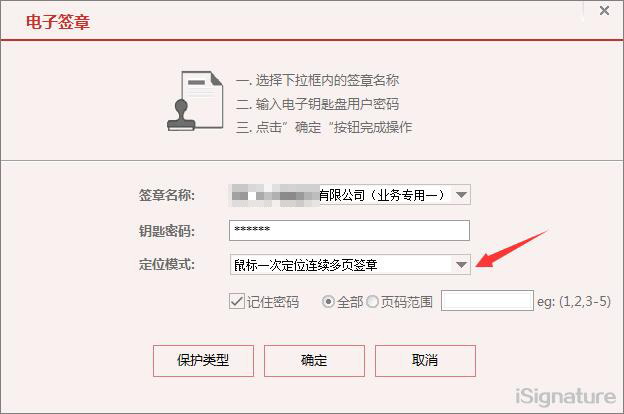 电子签章
一. 选择下拉框内的签章名称
二. 输入电子钥匙盘用户密码
三. 点击”确定“按钮完成操作
签章名称: 有限公司（业务专用一）
钥匙密码: ******
定位模式: 鼠标一次定位连续多页签章
记住密码 全部 页码范围 eg: (1,2,3-5)
保护类型 确定 取消
iSignature